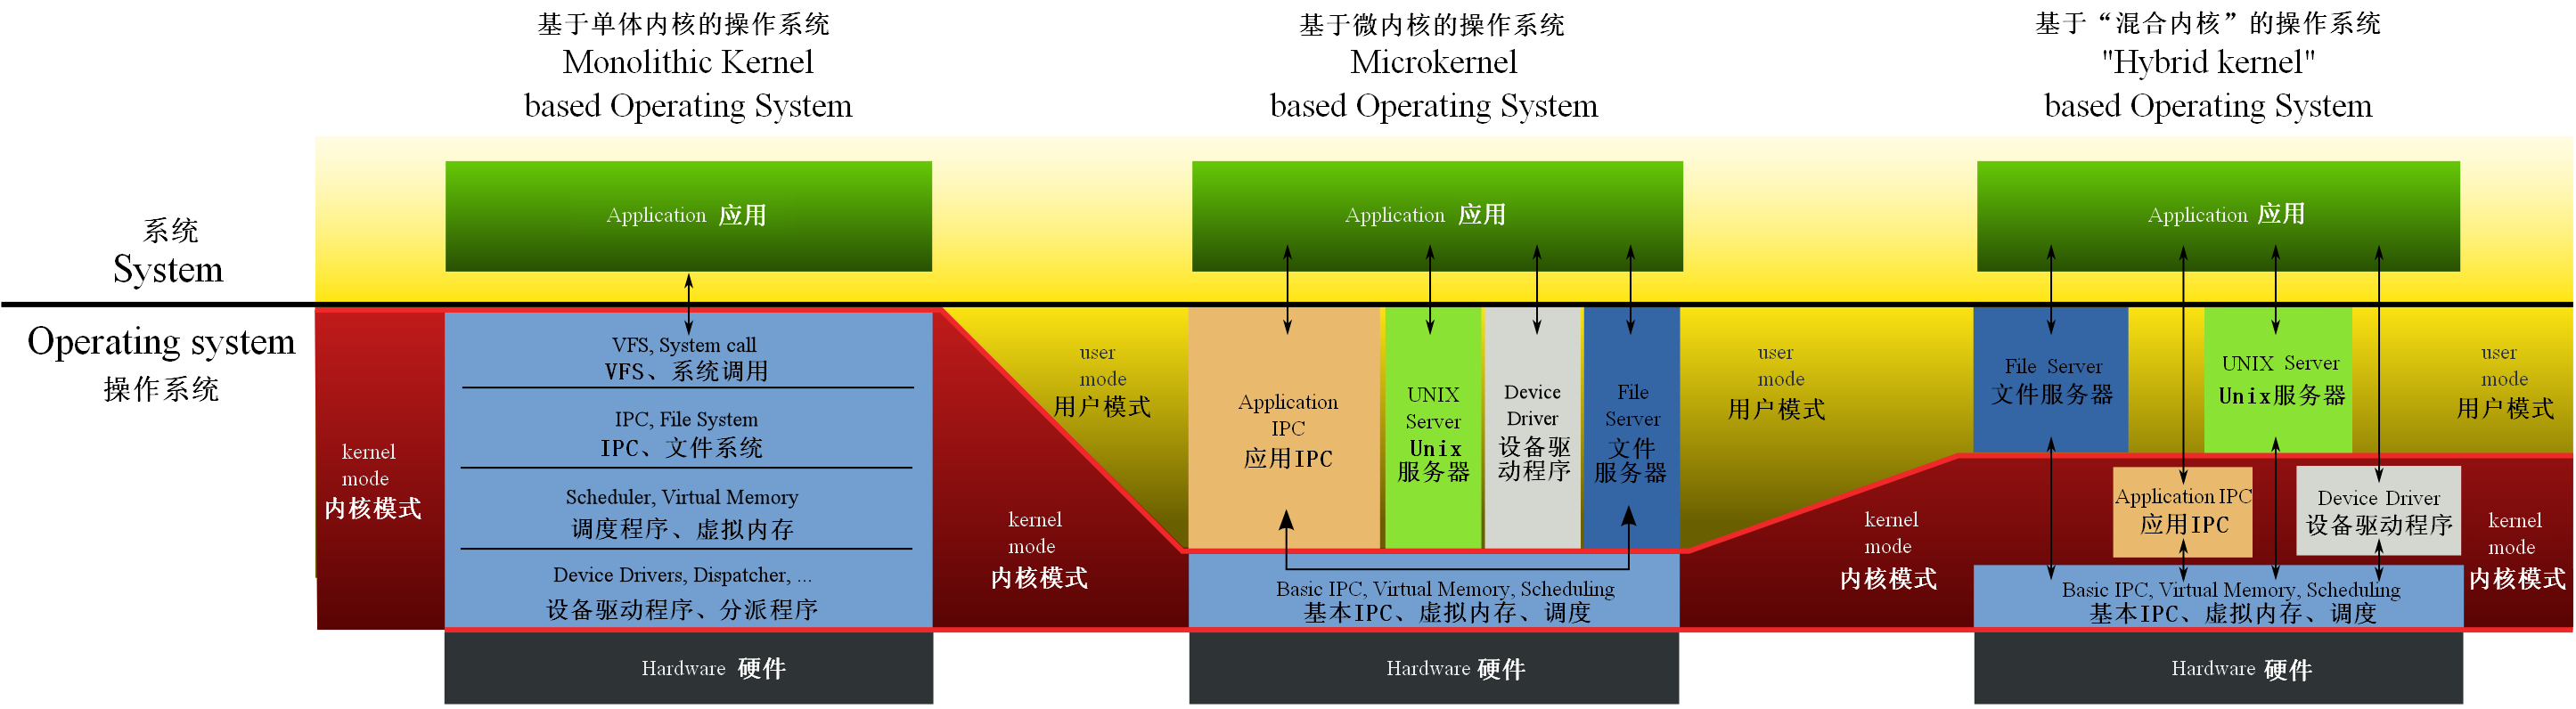 基于单体内核的操作系统
Monolithic Kernel
based Operating System
基于微内核的操作系统
Microkernel
based Operating System
基于“混合内核”的操作系统
"Hybrid kernel"
based Operating System
系统
System
Operating system
操作系统
Application 应用
kernel
mode
内核模式
VFS, System call
VFS、系统调用
IPC, File System
IPC、文件系统
Scheduler, Virtual Memory
调度程序、虚拟内存
Device Drivers, Dispatcher, ...
设备驱动程序、分派程序
Hardware 硬件
kernel
mode
内核模式
user
mode
用户模式
Application 应用
Application
IPC
应用IPC
UNIX
Server
Unix
服务器
Device
Driver
设备驱
动程序
File
Server
文件
服务器
Basic IPC, Virtual Memory, Scheduling
基本IPC、虚拟内存、调度
Hardware 硬件
user
mode
用户模式
kernel
mode
内核模式
Application 应用
File Server
文件服务器
UNIX Server
Unix服务器
Application IPC
应用IPC
Device Driver
设备驱动程序
Basic IPC, Virtual Memory, Scheduling
基本IPC、虚拟内存、调度
Hardware 硬件
user
mode
用户模式
kernel
mode
内核模式